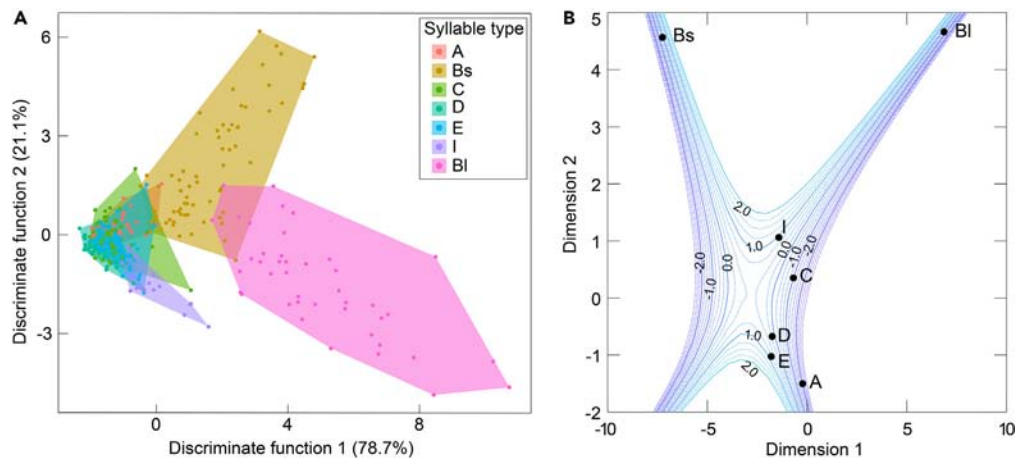 A
6
3
0
-3
0
4
8
Discriminate function 2 (21.1%)
Discriminate function 1 (78.7%)
Syllable type
A
Bs
C
D
E
I
Bl
B
5
4
3
2
1
0
-1
-2
-10
-5
0
5
10
Dimension 2
Dimension 1
Bs
Bl
2.0
I
1.0
0.0
-1.0
-2.0
-2.0
-1.0
0.0
C
1.0
D
E
2.0
A